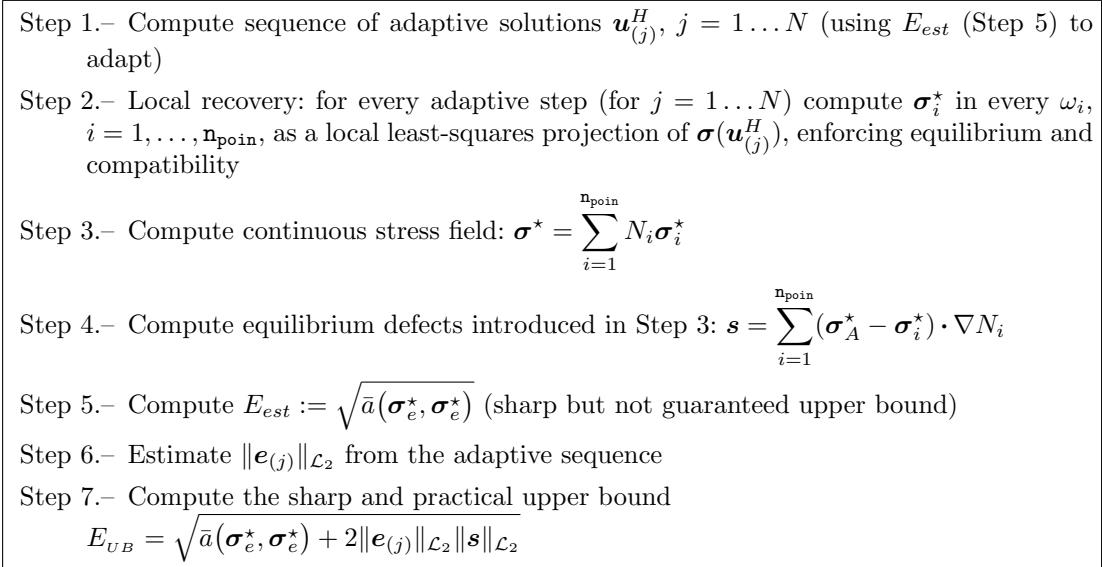 Step 1.– Compute sequence of adaptive solutions 𝒖^H_(j), j = 1 … N (using E_est (Step 5) to
adapt)
Step 2.– Local recovery: for every adaptive step (for j = 1 … N) compute 𝝈^⋆_i in every ω_i,
i = 1, … , n_poin, as a local least-squares projection of 𝝈(𝒖^H_(j)), enforcing equilibrium and
compatibility
Step 3.– Compute continuous stress field: 𝝈^⋆ = ∑_{i=1}^{n_poin} N_i 𝝈^⋆_i
Step 4.– Compute equilibrium defects introduced in Step 3: 𝒔 = ∑_{i=1}^{n_poin} (𝝈^⋆_A − 𝝈^⋆_i) · ∇N_i
Step 5.– Compute E_est := √(ā(𝝈^⋆_e, 𝝈^⋆_e)) (sharp but not guaranteed upper bound)
Step 6.– Estimate ‖𝒆_(j)‖_{ℒ_2} from the adaptive sequence
Step 7.– Compute the sharp and practical upper bound
E_UB = √(ā(𝝈^⋆_e, 𝝈^⋆_e) + 2‖𝒆_(j)‖_{ℒ_2}‖𝒔‖_{ℒ_2})